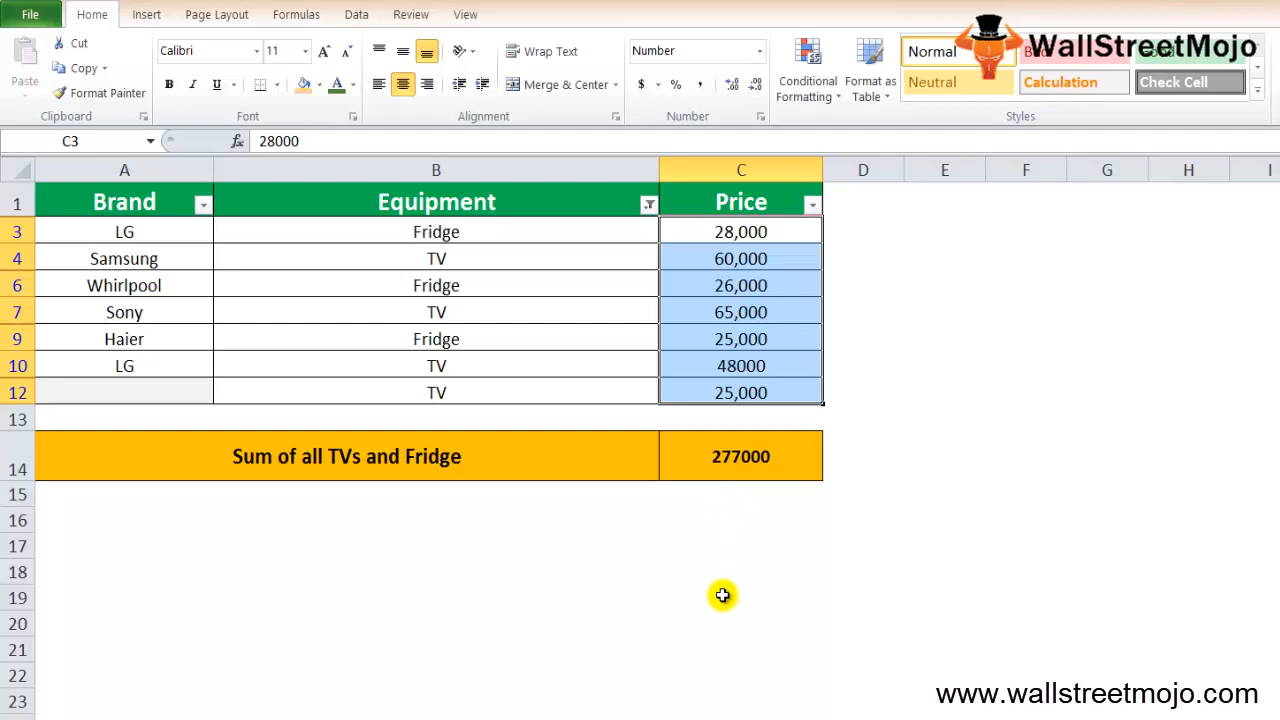 File Home Insert Page Layout Formulas Data Review View
WallStreetMojo
Paste Cut Copy Format Painter
Calibri 11
B I U A
Wrap Text
Merge & Center
Number
$ % ,
Conditional Formatting
Format as Table
Normal
Neutral Calculation Check Cell
Clipboard Font Alignment Number Styles
C3 fx 28000
A B C D E F G H I
1 Brand Equipment Price
3 LG Fridge 28,000
4 Samsung TV 60,000
6 Whirlpool Fridge 26,000
7 Sony TV 65,000
9 Haier Fridge 25,000
10 LG TV 48000
12 TV 25,000
13
14 Sum of all TVs and Fridge 277000
15
16
17
18
19
20
21
22
23
www.wallstreetmojo.com